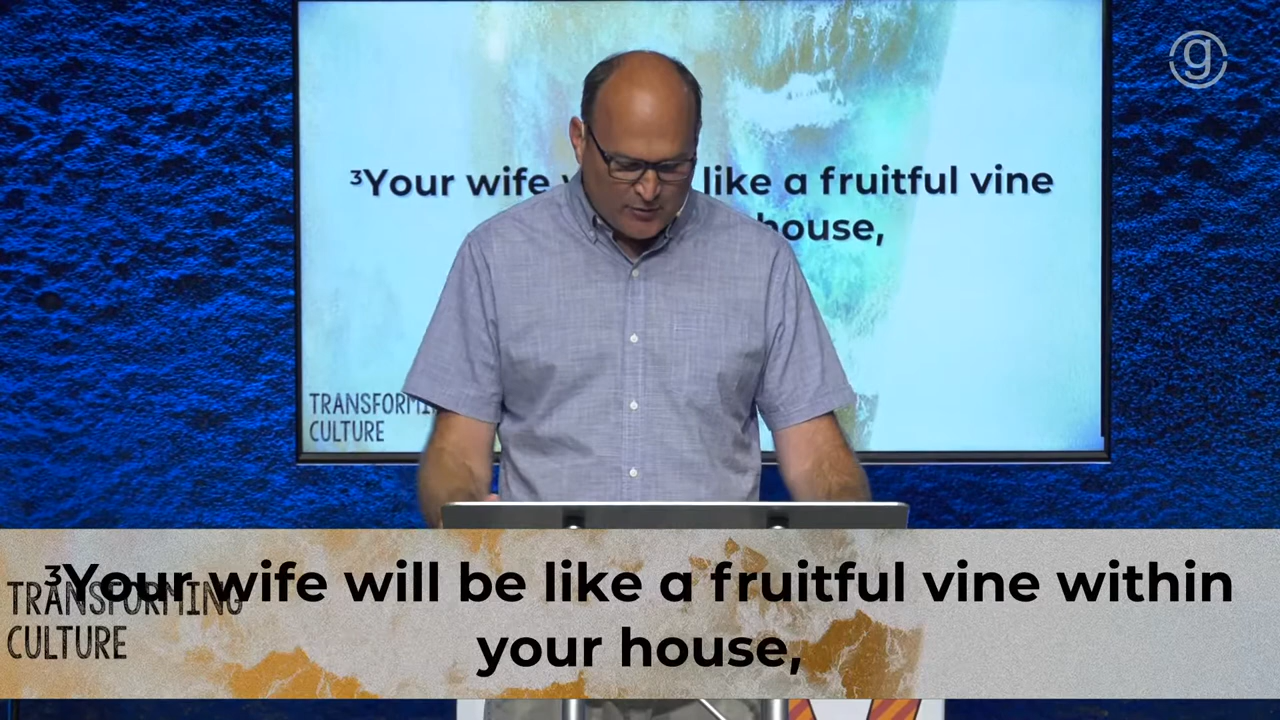 g
³Your wife like a fruitful vine
house,
TRANSFORMI
CULTURE
³Your wife will be like a fruitful vine within
your house,
TRANSFORMING
CULTURE